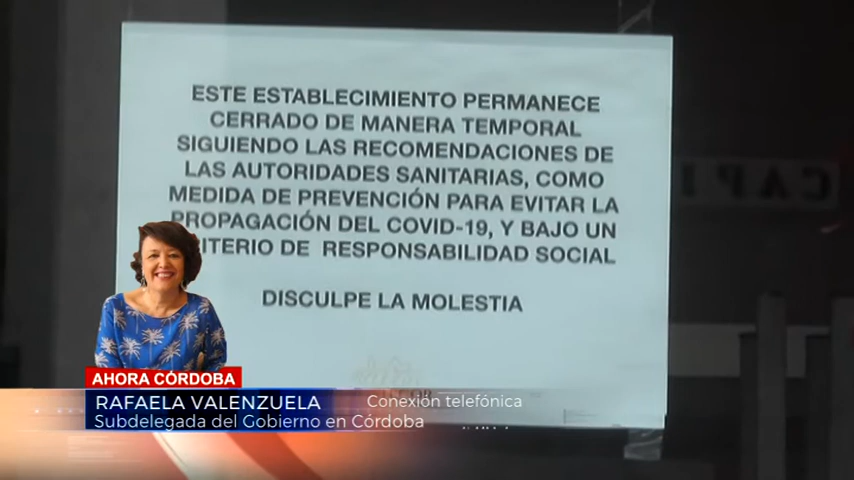 ESTE ESTABLECIMIENTO PERMANECE
CERRADO DE MANERA TEMPORAL
SIGUIENDO LAS RECOMENDACIONES DE
LAS AUTORIDADES SANITARIAS, COMO
MEDIDA DE PREVENCIÓN PARA EVITAR LA
PROPAGACIÓN DEL COVID-19, Y BAJO UN
ITERIO DE RESPONSABILIDAD SOCIAL
DISCULPE LA MOLESTIA
AHORA CÓRDOBA
RAFAELA VALENZUELA
Conexión telefónica
Subdelegada del Gobierno en Córdoba